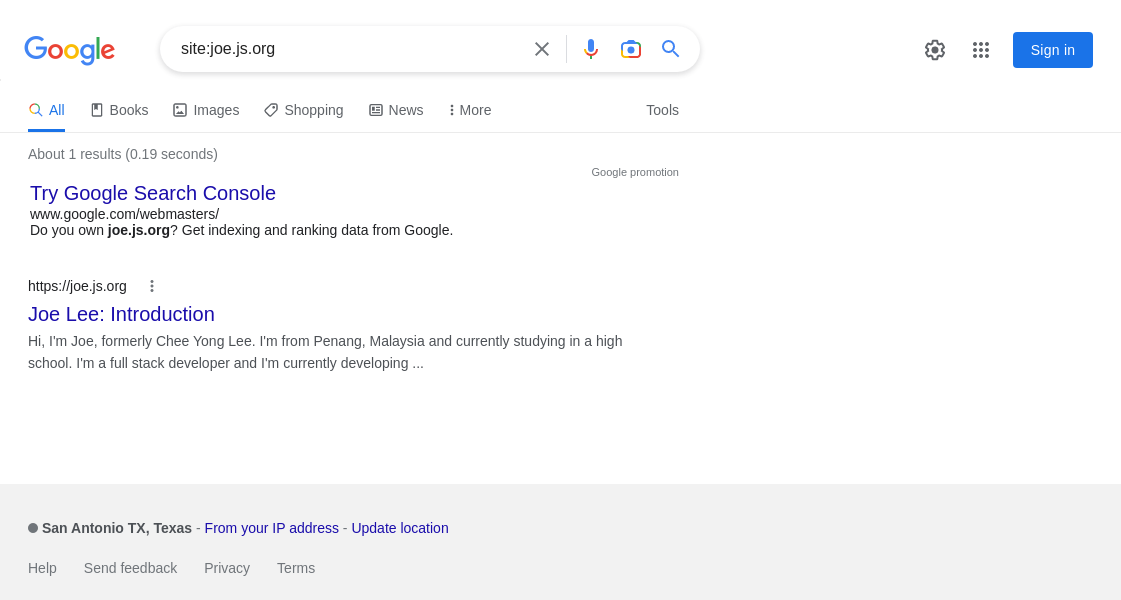 Google
site:joe.js.org
Sign in
All
Books
Images
Shopping
News
More
Tools
About 1 results (0.19 seconds)
Google promotion
Try Google Search Console
www.google.com/webmasters/
Do you own joe.js.org? Get indexing and ranking data from Google.
https://joe.js.org
Joe Lee: Introduction
Hi, I'm Joe, formerly Chee Yong Lee. I'm from Penang, Malaysia and currently studying in a high
school. I'm a full stack developer and I'm currently developing ...
San Antonio TX, Texas - From your IP address - Update location
Help
Send feedback
Privacy
Terms